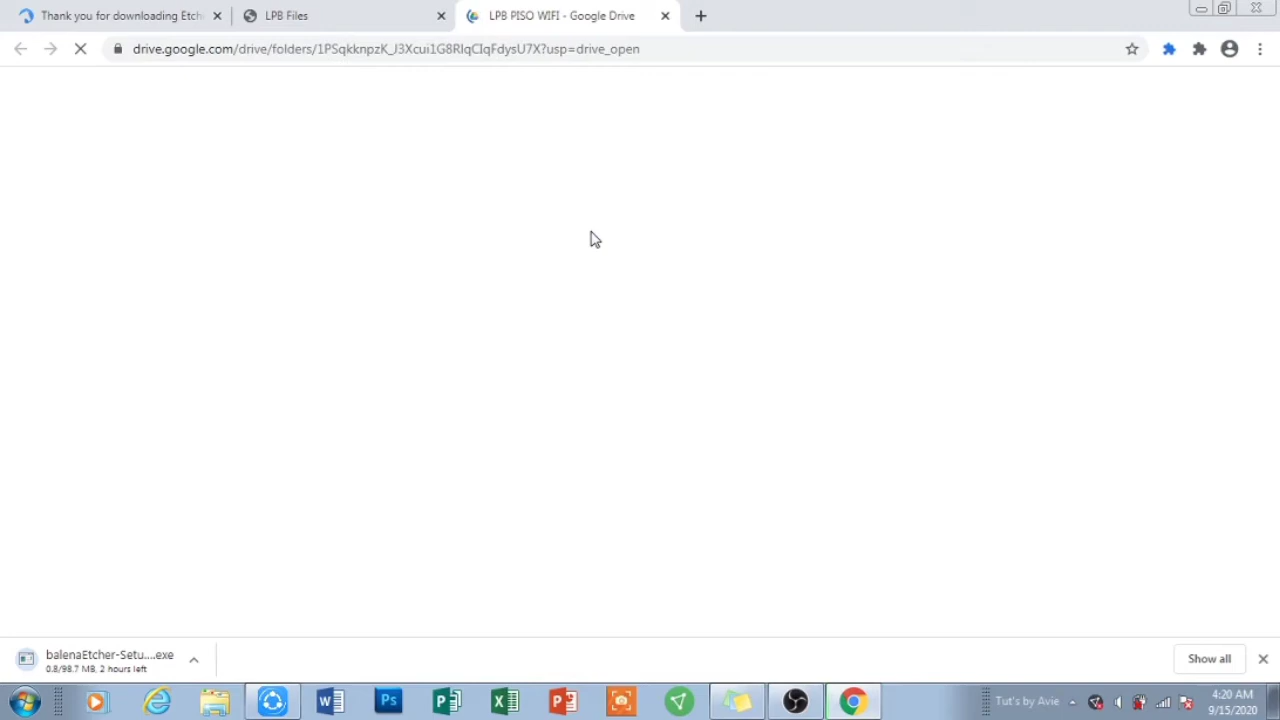 Thank you for downloading Etch
LPB Files
LPB PISO WIFI - Google Drive
drive.google.com/drive/folders/1PSqkknpzK_J3Xcui1G8RlqCIqFdysU7X?usp=drive_open
balenaEtcher-Setu....exe
0.8/98.7 MB, 2 hours left
Show all
Tut's by Avie
4:20 AM
9/15/2020